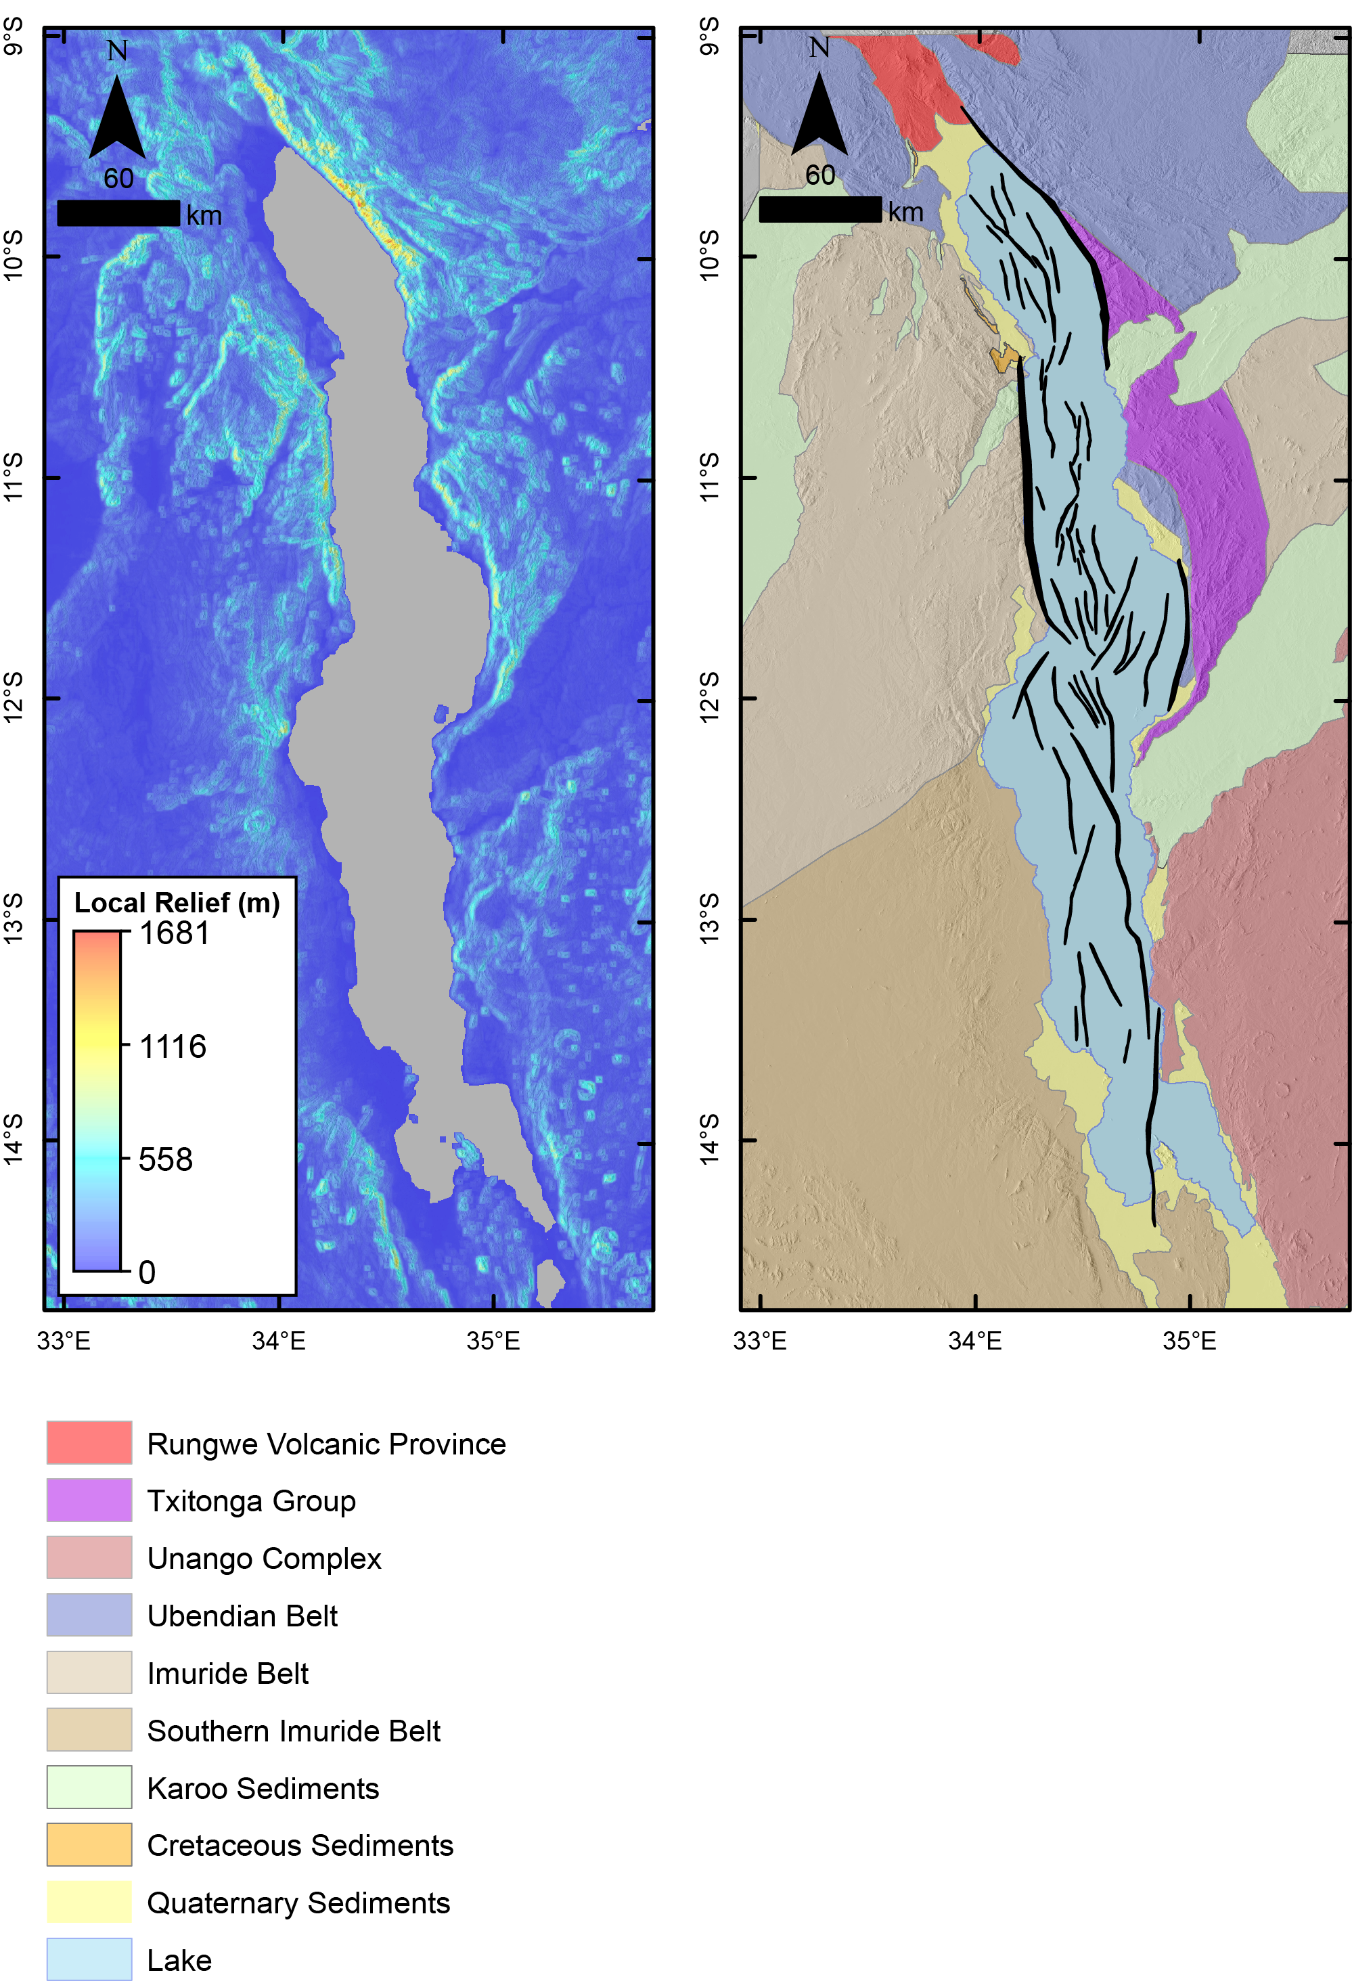 N
60
km
9°S
10°S
11°S
12°S
13°S
14°S
Local Relief (m)
1681
1116
558
0
33°E
34°E
35°E
N
60
km
9°S
10°S
11°S
12°S
13°S
14°S
33°E
34°E
35°E
Rungwe Volcanic Province
Txitonga Group
Unango Complex
Ubendian Belt
Imuride Belt
Southern Imuride Belt
Karoo Sediments
Cretaceous Sediments
Quaternary Sediments
Lake